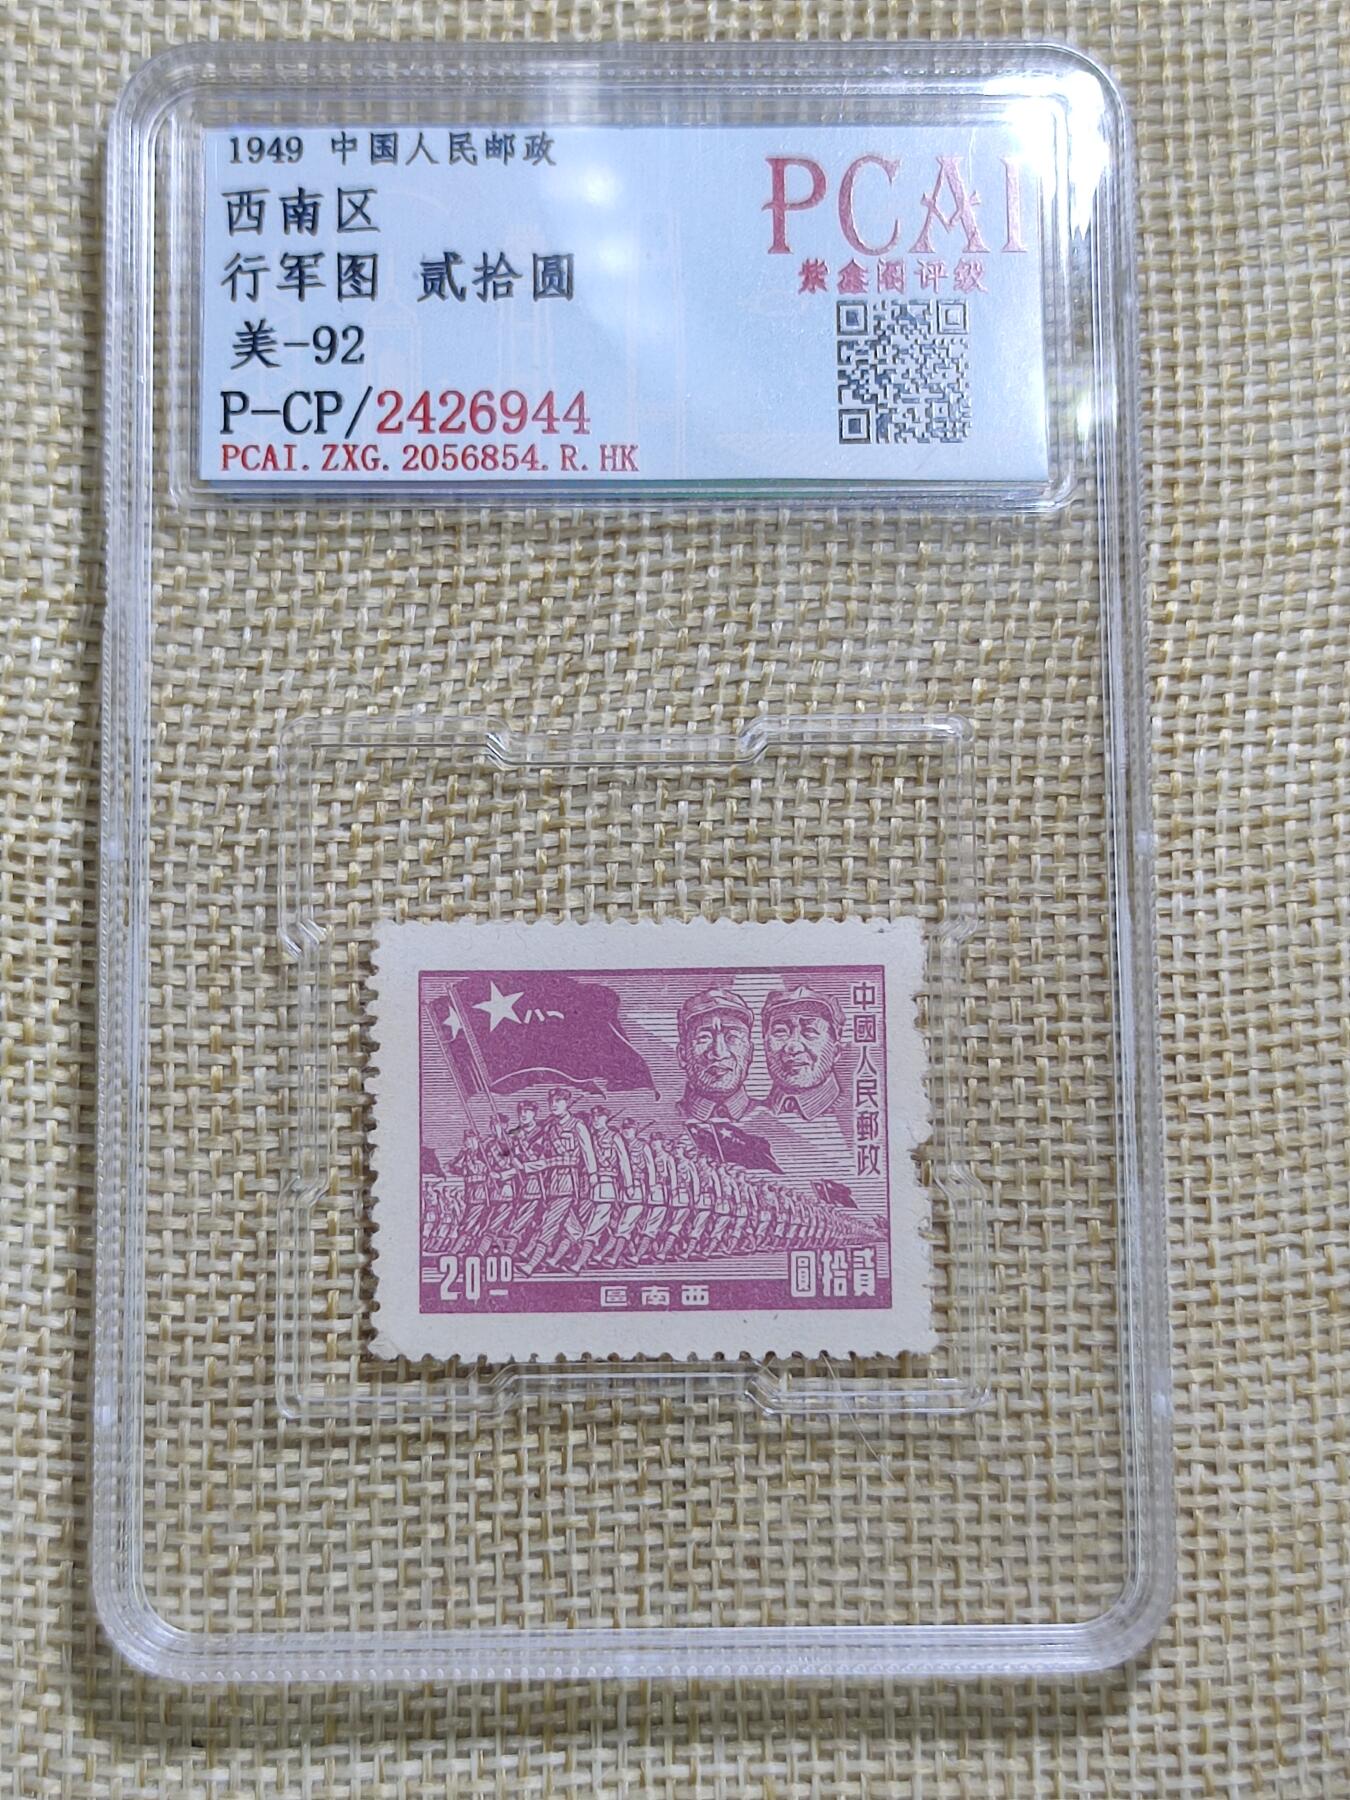 1949 中国人民邮政
西南区
行军图 贰拾圆
美-92
P-CP/2426944
PCAI.ZXG.2056854.R.HK
PCAI
紫鑫阁评级
八一
中國人民郵政
20.00
區南西
圓拾貳